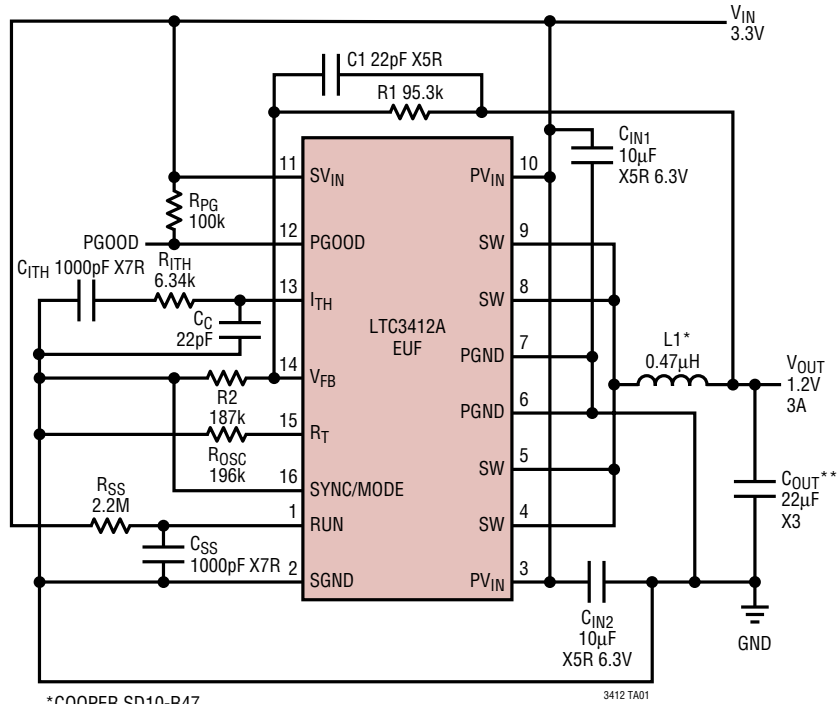 VIN
3.3V
C1 22pF X5R
R1 95.3k
CIN1
10µF
X5R 6.3V
11
SVIN
PVIN
10
RPG
100k
PGOOD
12
PGOOD
SW
9
CITH 1000pF X7R
RITH
6.34k
13
ITH
SW
8
CC
22pF
LTC3412A
EUF
PGND
7
L1*
0.47µH
VOUT
1.2V
3A
14
VFB
R2
187k
PGND
6
15
RT
ROSC
196k
SW
5
16
SYNC/MODE
RSS
2.2M
1
RUN
SW
4
COUT**
22µF
X3
CSS
1000pF X7R
2
SGND
PVIN
3
CIN2
10µF
X5R 6.3V
GND
3412 TA01
*COOPER SD10-R47